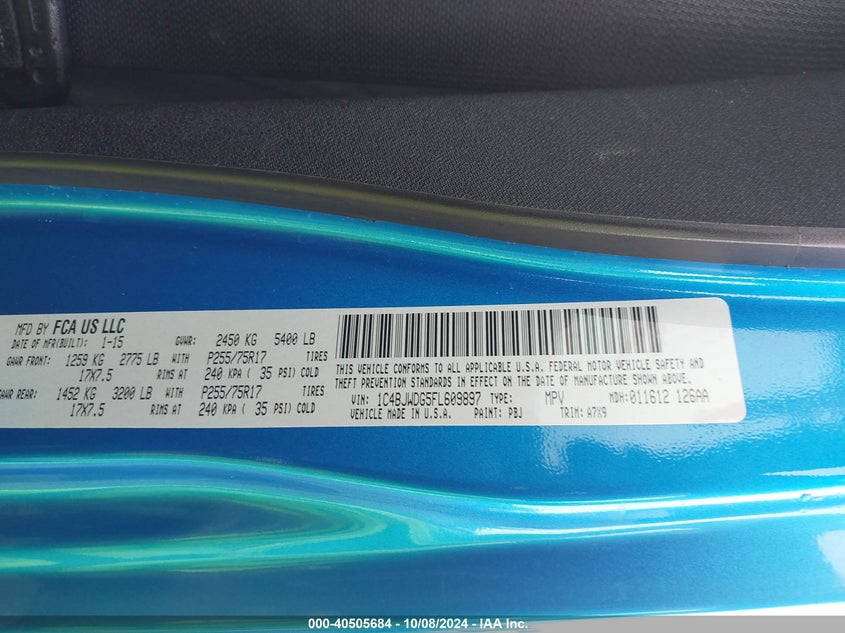 MFD BY FCA US LLC
DATE OF MFR(BUILT): 1-15 GVWR: 2450 KG 5400 LB
GAWR FRONT: 1259 KG 2775 LB WITH P255/75R17 TIRES
17X7.5 RIMS AT 240 KPA ( 35 PSI) COLD
GAWR REAR: 1452 KG 3200 LB WITH P255/75R17 TIRES
17X7.5 RIMS AT 240 KPA ( 35 PSI) COLD
THIS VEHICLE CONFORMS TO ALL APPLICABLE U.S.A. FEDERAL MOTOR VEHICLE SAFETY AND
THEFT PREVENTION STANDARDS IN EFFECT ON THE DATE OF MANUFACTURE SHOWN ABOVE.
VIN: 1C4BJWDG5FL609897 TYPE: MPV MDH: 011612 126AA
VEHICLE MADE IN U.S.A. PAINT: PBJ TRIM: A7X9
000-40505684 - 10/08/2024 - IAA Inc.